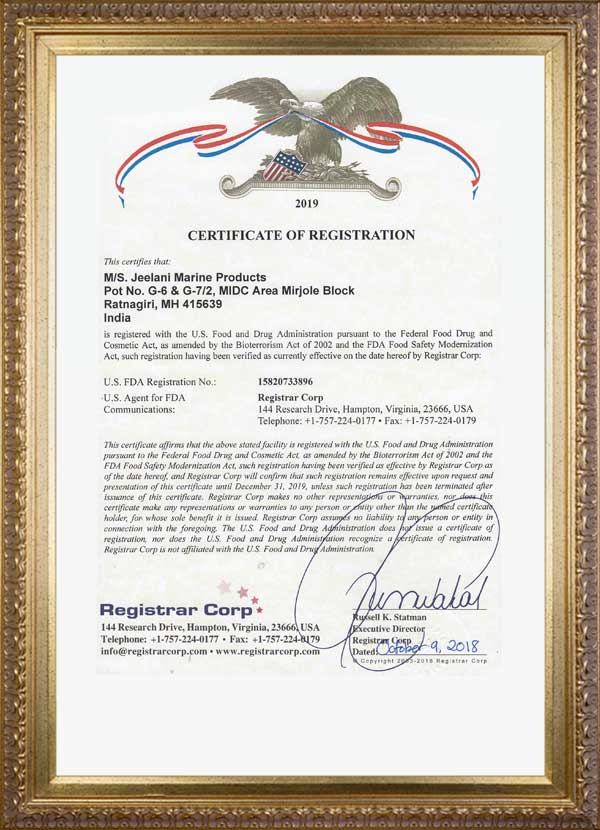 2019
CERTIFICATE OF REGISTRATION
This certifies that:
M/S. Jeelani Marine Products
Pot No. G-6 & G-7/2, MIDC Area Mirjole Block
Ratnagiri, MH 415639
India
is registered with the U.S. Food and Drug Administration pursuant to the Federal Food Drug and
Cosmetic Act, as amended by the Bioterrorism Act of 2002 and the FDA Food Safety Modernization
Act, such registration having been verified as currently effective on the date hereof by Registrar Corp:
U.S. FDA Registration No.: 15820733896
U.S. Agent for FDA Registrar Corp
Communications: 144 Research Drive, Hampton, Virginia, 23666, USA
Telephone: +1-757-224-0177 • Fax: +1-757-224-0179
This certificate affirms that the above stated facility is registered with the U.S. Food and Drug Administration
pursuant to the Federal Food Drug and Cosmetic Act, as amended by the Bioterrorism Act of 2002 and the
FDA Food Safety Modernization Act, such registration having been verified as effective by Registrar Corp as
of the date hereof, and Registrar Corp will confirm that such registration remains effective upon request and
presentation of this certificate until December 31, 2019, unless such registration has been terminated after
issuance of this certificate. Registrar Corp makes no other representations or warranties, nor does this
certificate make any representations or warranties to any person or entity other than the named certificate
holder, for whose sole benefit it is issued. Registrar Corp assumes no liability to any person or entity in
connection with the foregoing. The U.S. Food and Drug Administration does not issue a certificate of
registration, nor does the U.S. Food and Drug Administration recognize a certificate of registration.
Registrar Corp is not affiliated with the U.S. Food and Drug Administration.
Registrar Corp
144 Research Drive, Hampton, Virginia, 23666, USA
Telephone: +1-757-224-0177 • Fax: +1-757-224-0179
info@registrarcorp.com • www.registrarcorp.com
Russell K. Statman
Executive Director
Registrar Corp
Dated: October 9, 2018
© Copyright 2003-2018 Registrar Corp